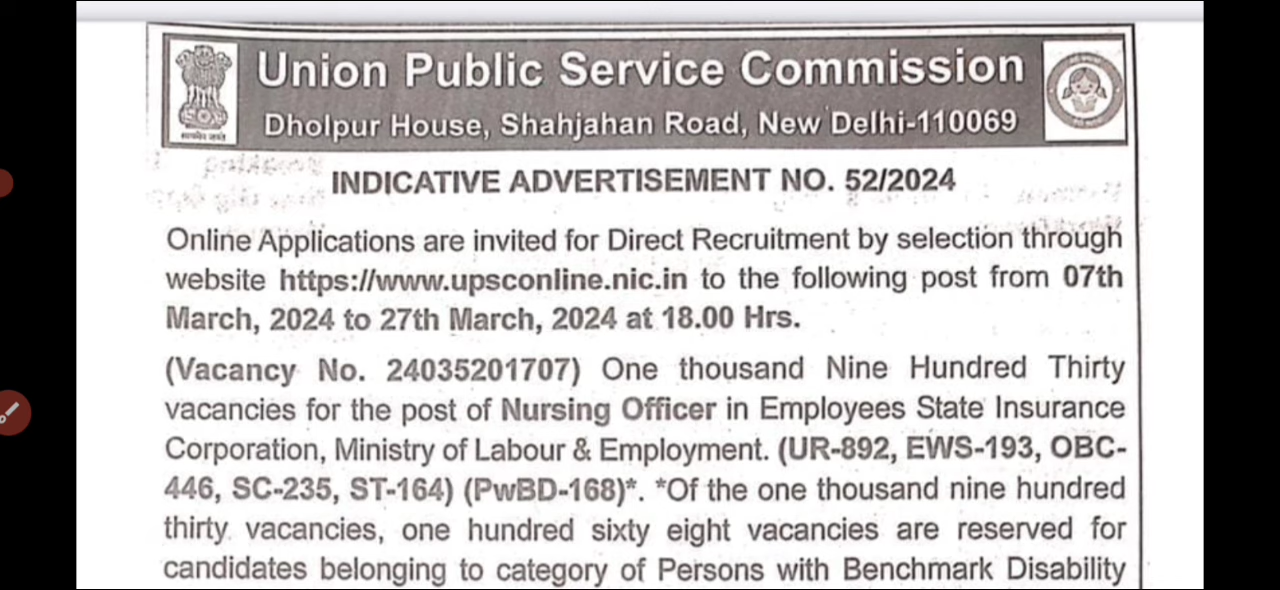 Union Public Service Commission
Dholpur House, Shahjahan Road, New Delhi-110069
INDICATIVE ADVERTISEMENT NO. 52/2024
Online Applications are invited for Direct Recruitment by selection through
website https://www.upsconline.nic.in to the following post from 07th
March, 2024 to 27th March, 2024 at 18.00 Hrs.
(Vacancy No. 24035201707) One thousand Nine Hundred Thirty
vacancies for the post of Nursing Officer in Employees State Insurance
Corporation, Ministry of Labour & Employment. (UR-892, EWS-193, OBC-
446, SC-235, ST-164) (PwBD-168)*. *Of the one thousand nine hundred
thirty vacancies, one hundred sixty eight vacancies are reserved for
candidates belonging to category of Persons with Benchmark Disability